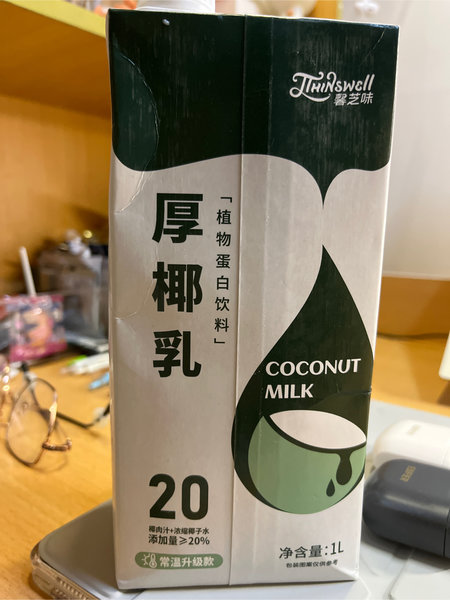 THINSWell
馨芝味
厚椰乳
「植物蛋白饮料」
COCONUT
MILK
20
椰肉汁+浓缩椰子水
添加量≥20%
常温升级款
净含量:1L
包装图案仅供参考